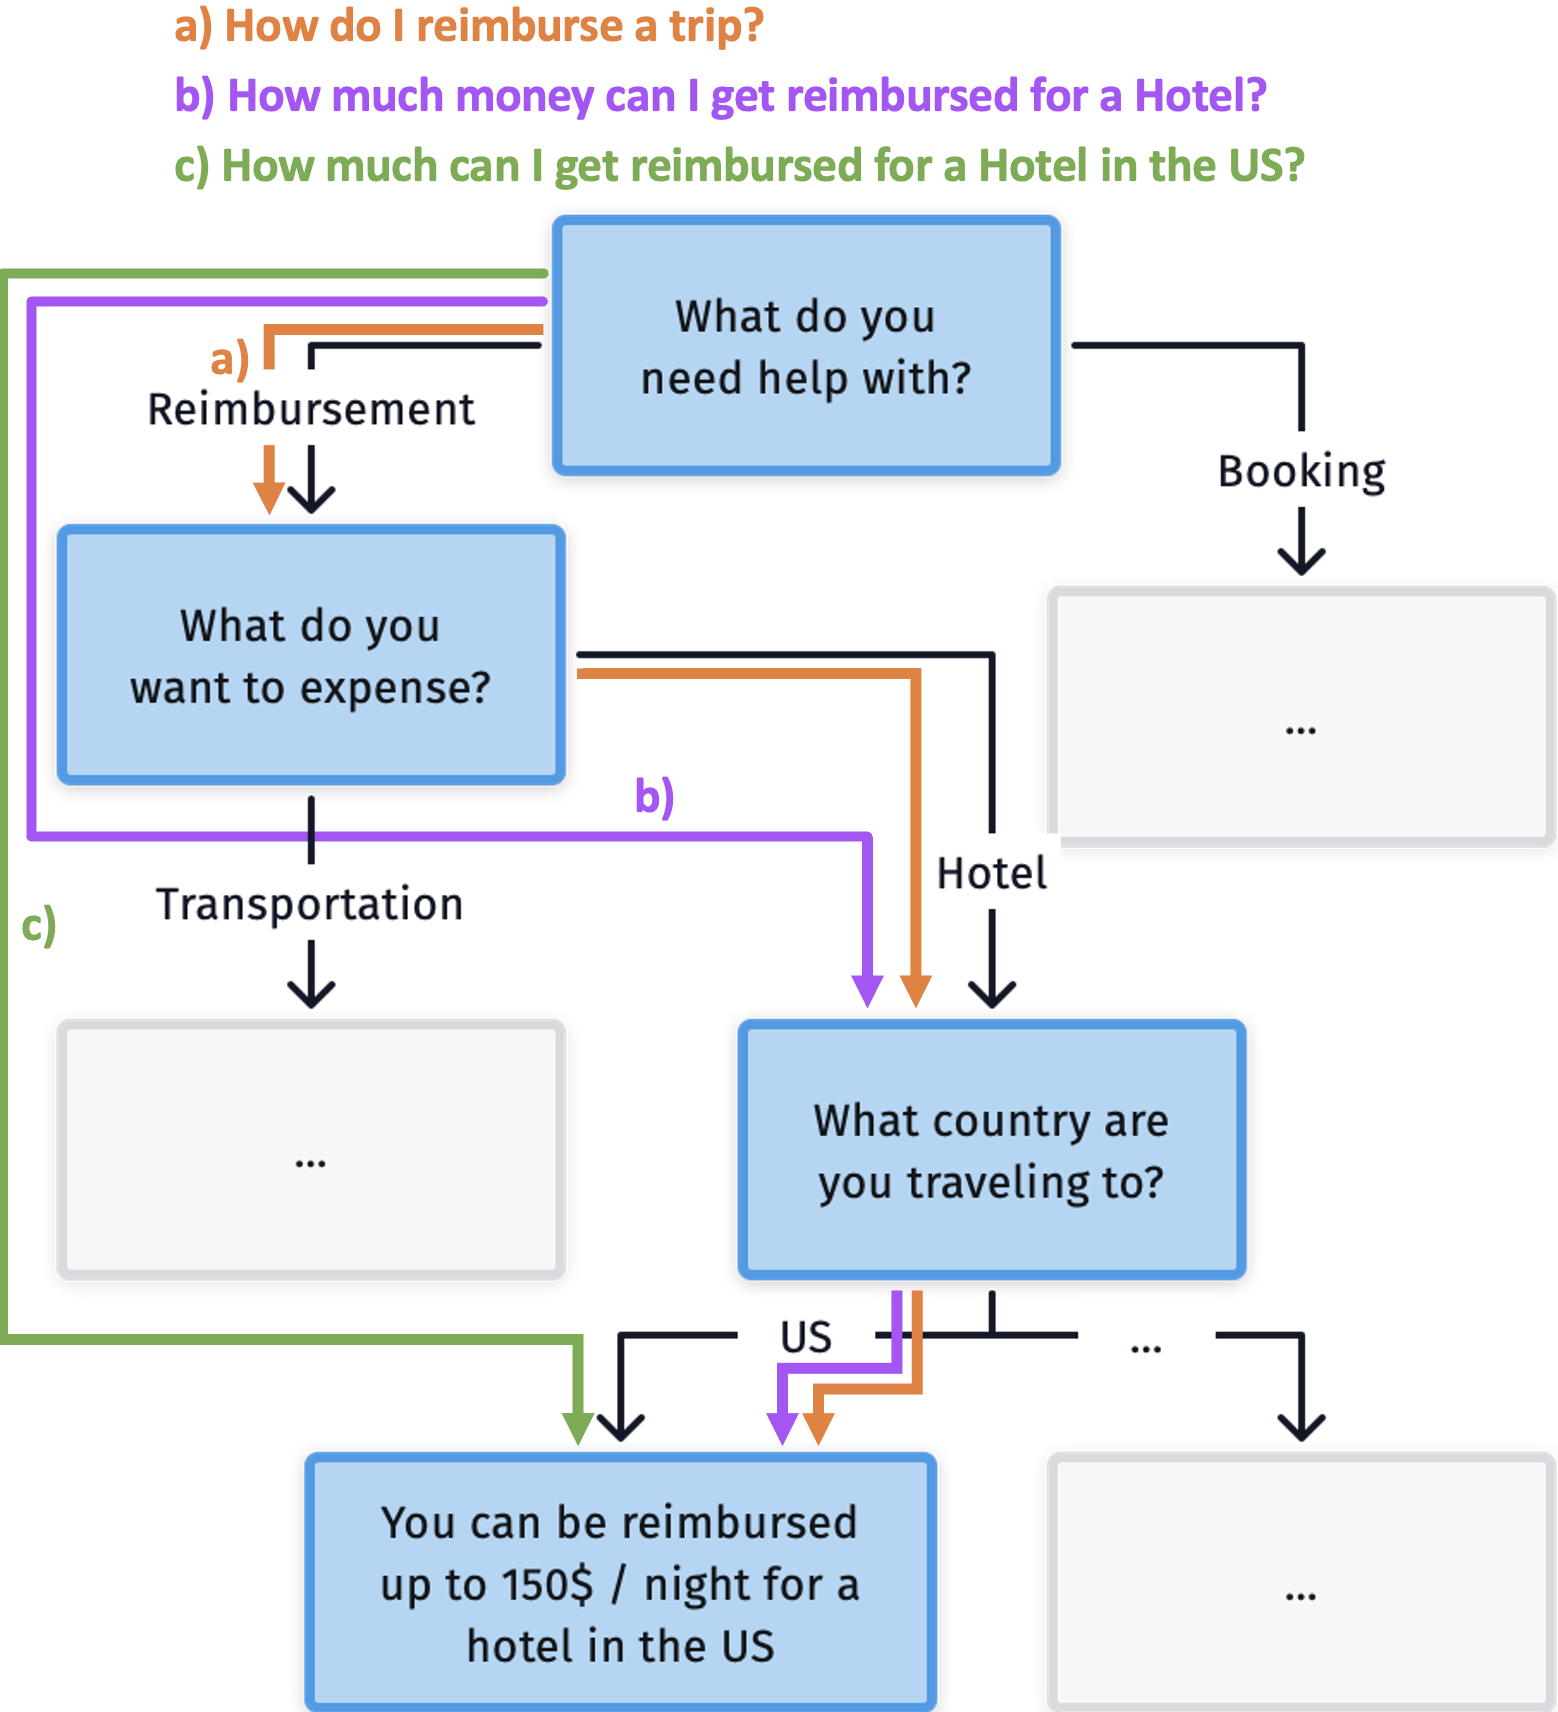 a) How do I reimburse a trip?
b) How much money can I get reimbursed for a Hotel?
c) How much can I get reimbursed for a Hotel in the US?
What do you
need help with?
a)
Reimbursement
Booking
What do you
want to expense?
...
b)
Hotel
Transportation
c)
What country are
you traveling to?
...
US
...
You can be reimbursed
up to 150$ / night for a
hotel in the US
...